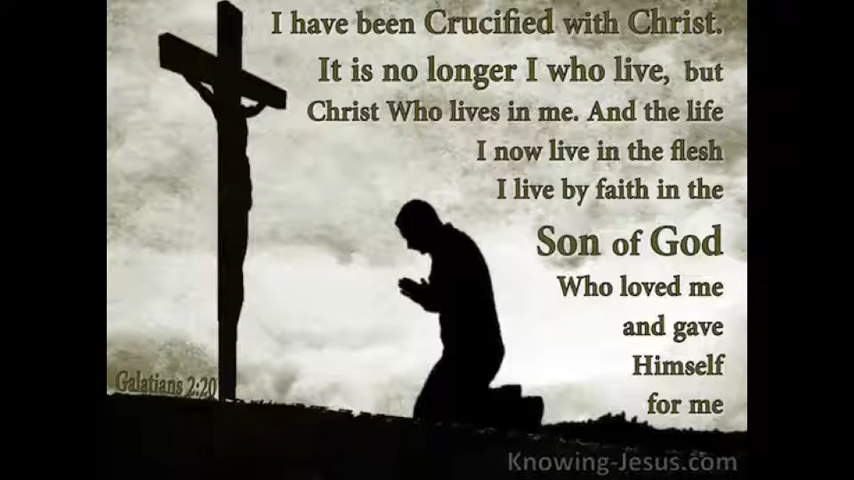 I have been Crucified with Christ.
It is no longer I who live, but
Christ Who lives in me. And the life
I now live in the flesh
I live by faith in the
Son of God
Who loved me
and gave
Himself
for me
Galatians 2:20
Knowing-Jesus.com